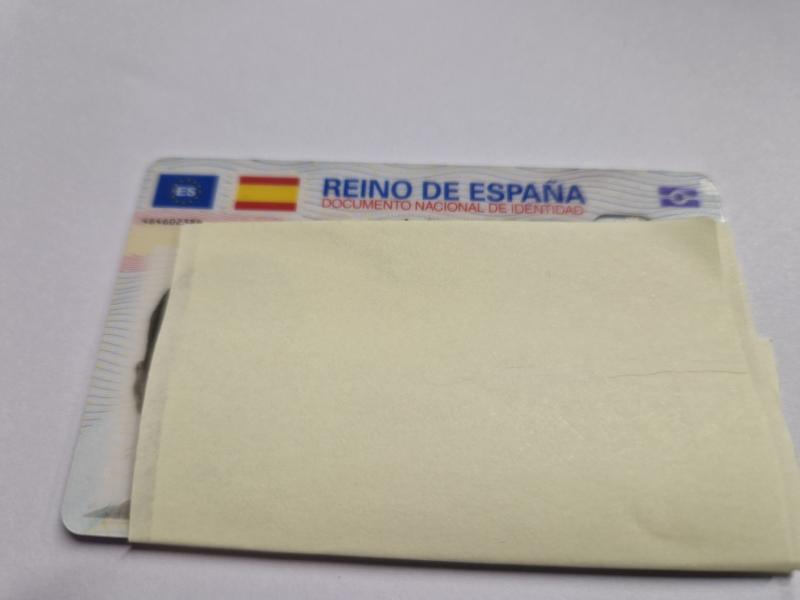 ES
REINO DE ESPAÑA
DOCUMENTO NACIONAL DE IDENTIDAD